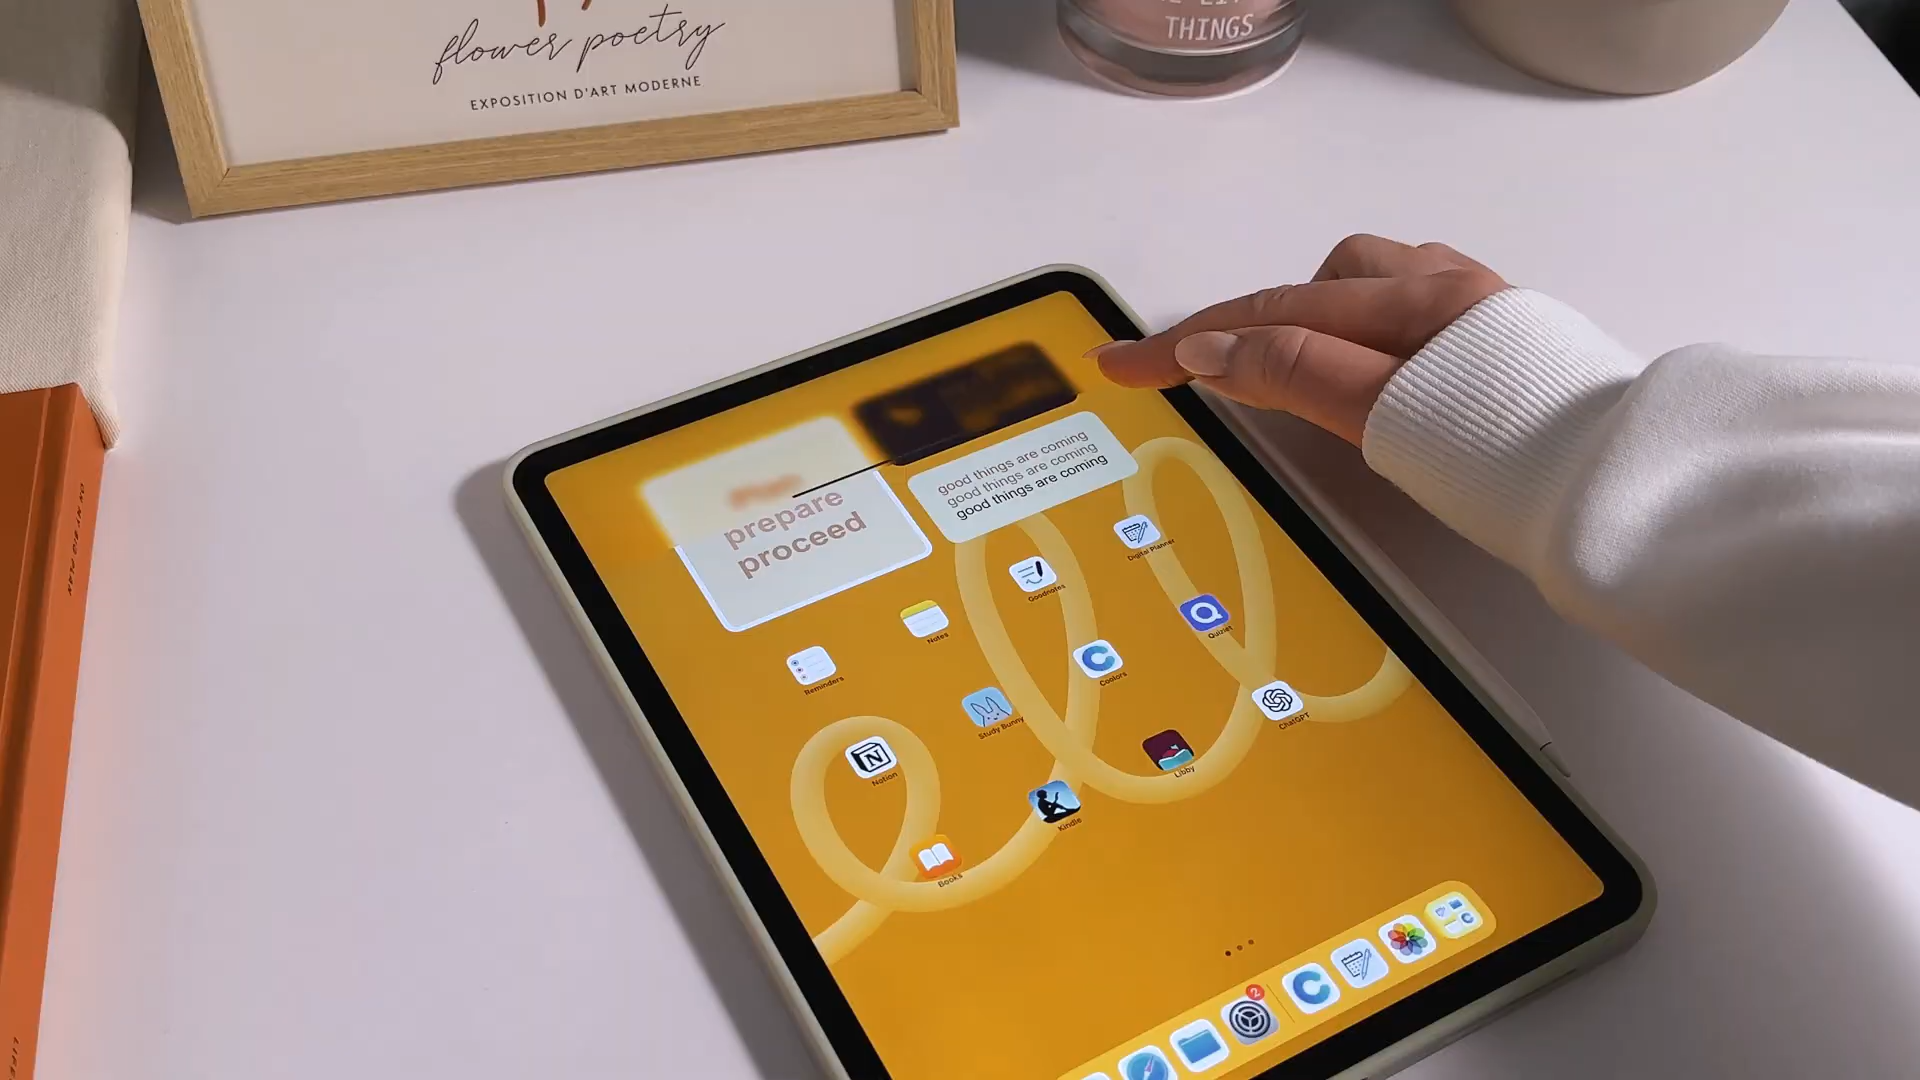 flower poetry
EXPOSITION D'ART MODERNE
THINGS
prepare
proceed
good things are coming
good things are coming
good things are coming
Digital Planner
Goodnotes
Notes
Reminders
Quizlet
Coolors
Study Bunny
Notion
ChatGPT
Libby
Kindle
Books
2